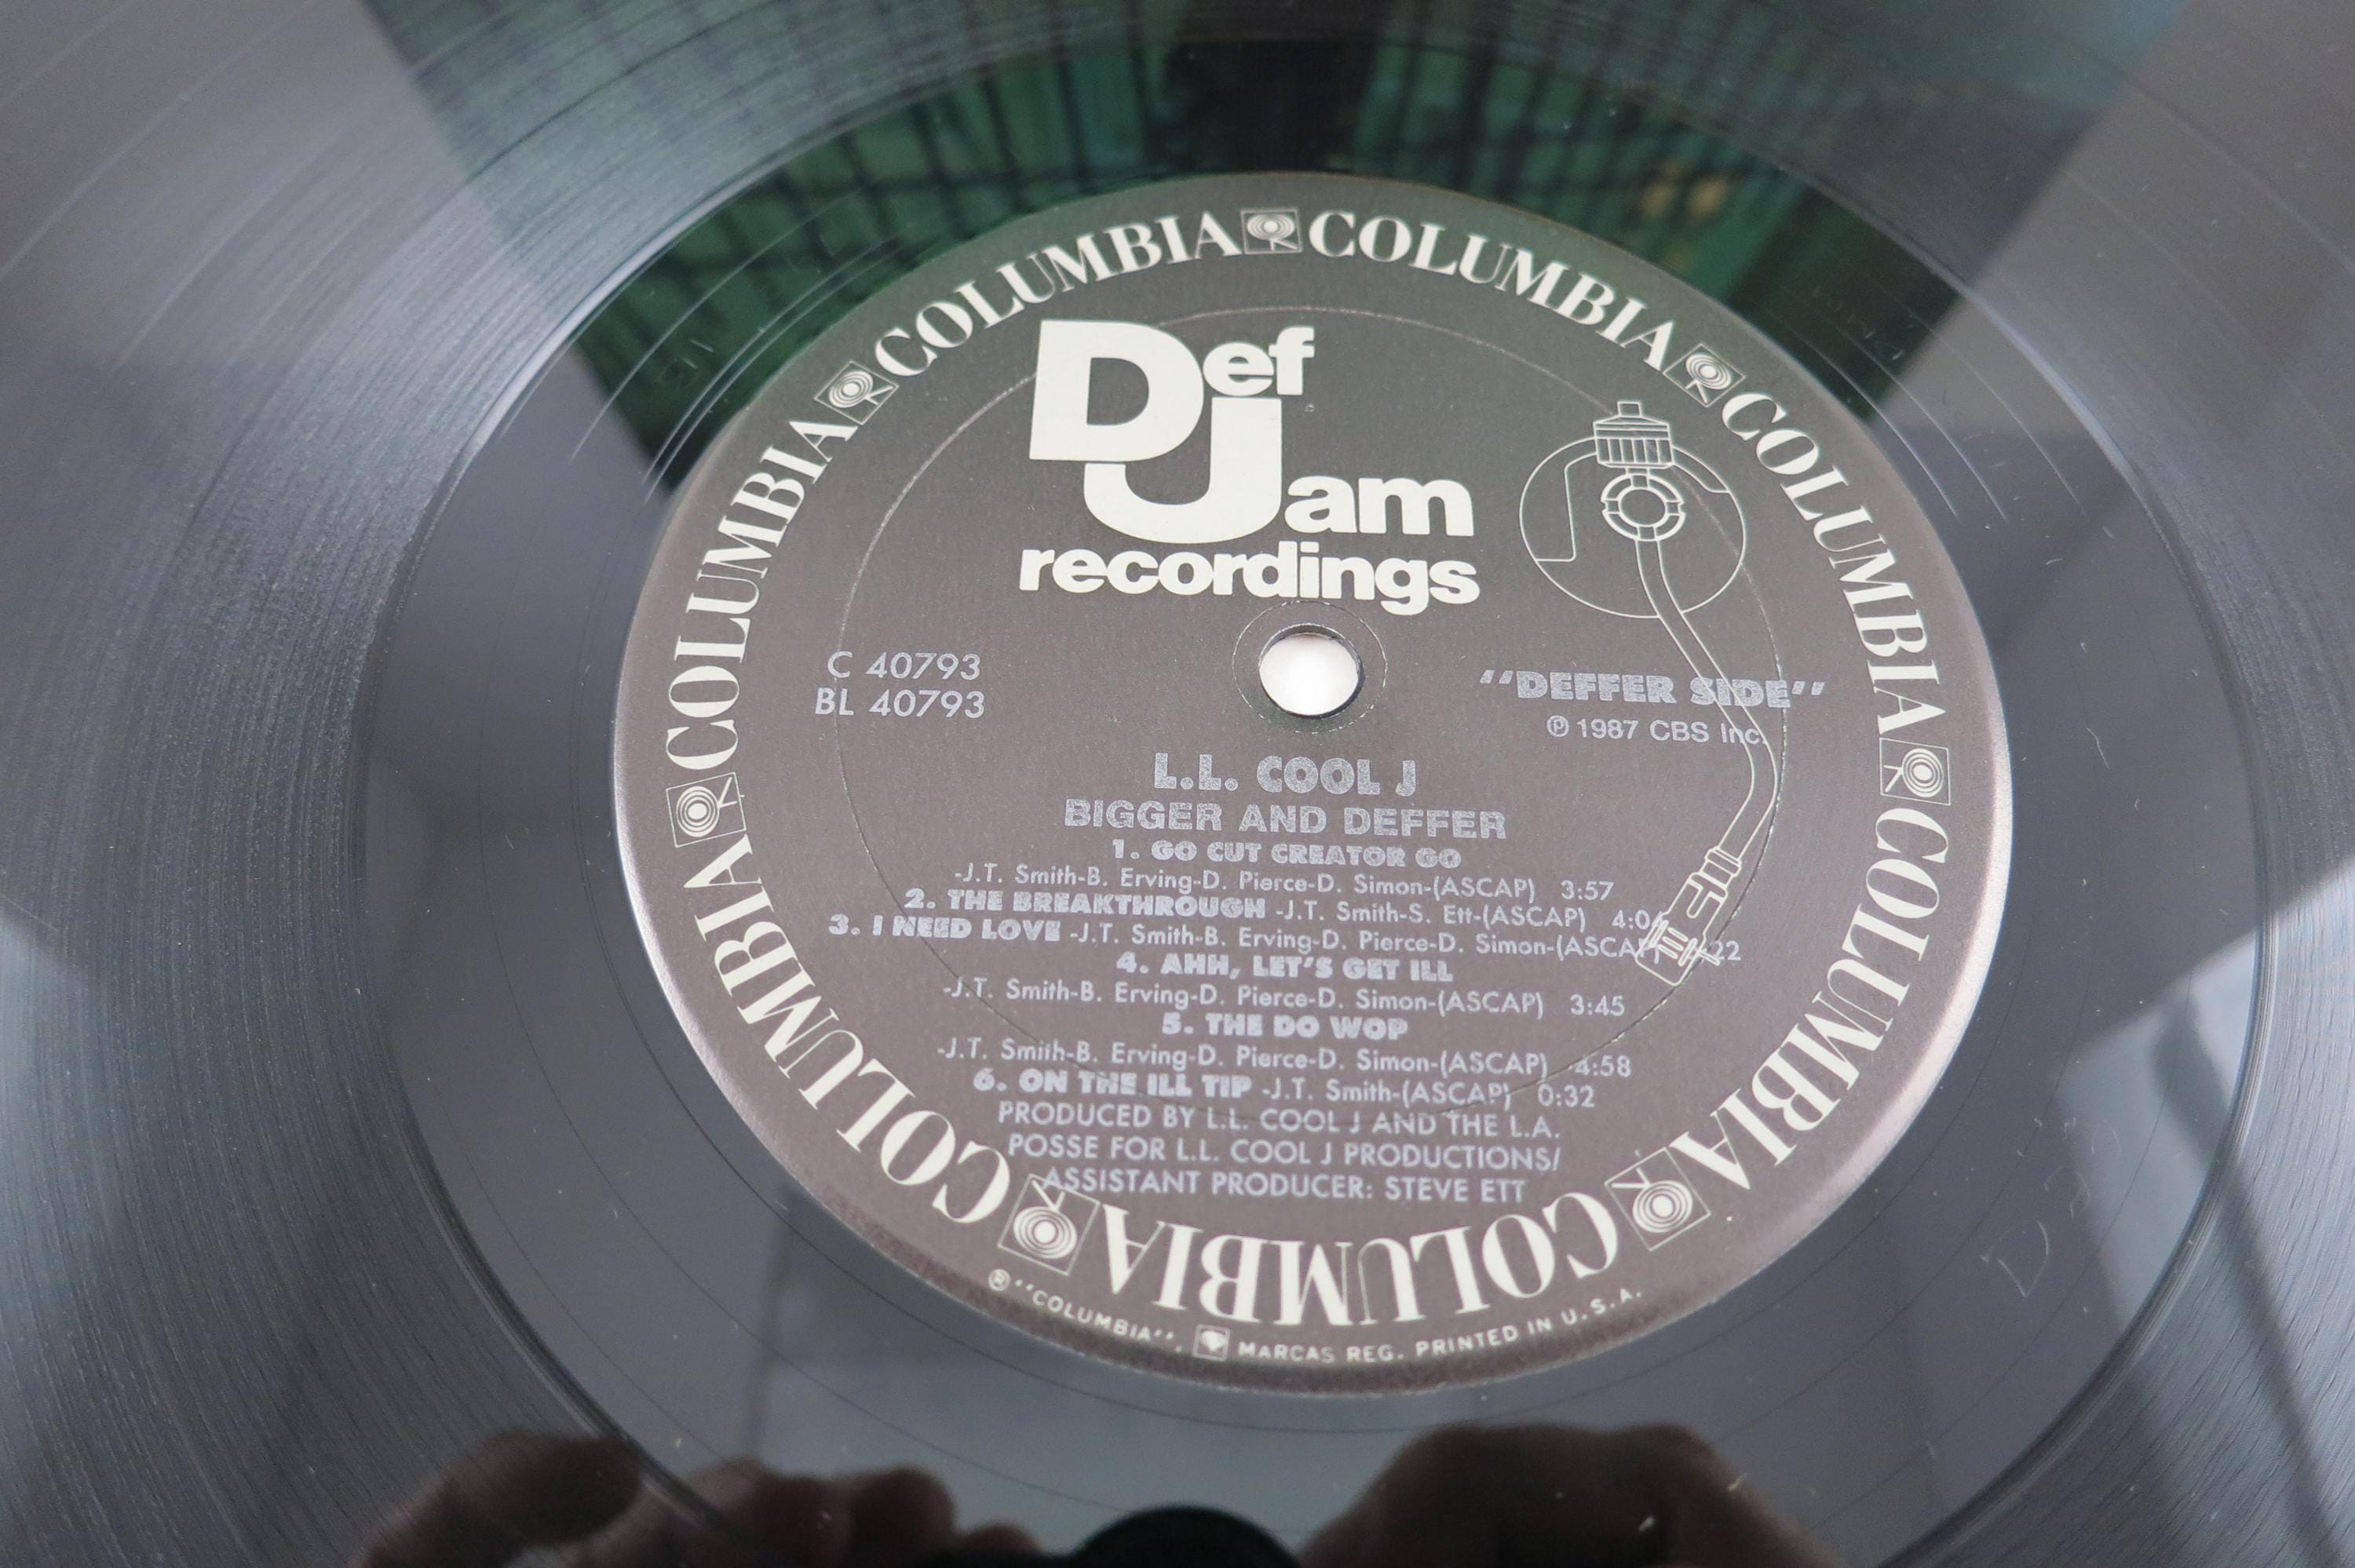 COLUMBIA COLUMBIA COLUMBIA COLUMBIA COLUMBIA COLUMBIA COLUMBIA COLUMBIA COLUMBIA
Def
Jam
recordings
C 40793
BL 40793
"DEFFER SIDE"
℗ 1987 CBS Inc.
L.L. COOL J
BIGGER AND DEFFER
1. GO CUT CREATOR GO
-J.T. Smith-B. Erving-D. Pierce-D. Simon-(ASCAP) 3:57
2. THE BREAKTHROUGH -J.T. Smith-S. Ett-(ASCAP)
3. I NEED LOVE -J.T. Smith-B. Erving-D. Pierce-D. Simon-(ASCAP)
4. AHH, LET'S GET ILL
-J.T. Smith-B. Erving-D. Pierce-D. Simon-(ASCAP) 3:45
5. THE DO WOP
-J.T. Smith-B. Erving-D. Pierce-D. Simon-(ASCAP) 4:58
6. ON THE ILL TIP -J.T. Smith-(ASCAP) 0:32
PRODUCED BY L.L. COOL J AND THE L.A.
POSSE FOR L.L. COOL J PRODUCTIONS/
ASSISTANT PRODUCER: STEVE ETT
® "COLUMBIA", MARCAS REG. PRINTED IN U.S.A.